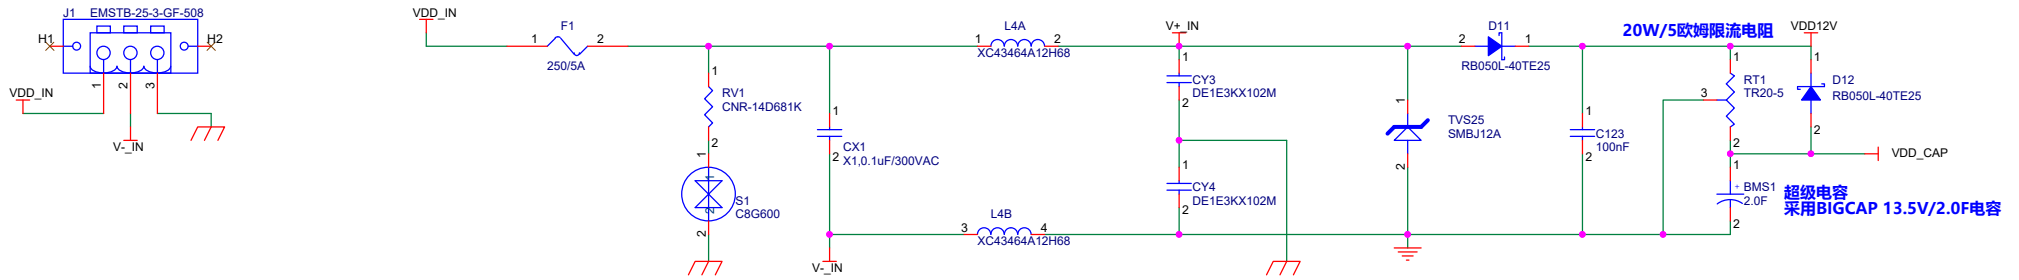 J1 EMSTB-25-3-GF-508
H1
H2
1
2
3
VDD_IN
V-_IN
VDD_IN
F1
1
2
250/5A
1
RV1
CNR-14D681K
2
1
1
2
S1
C8G600
2
1
CX1
2
X1,0.1uF/300VAC
V-_IN
L4A
1
2
XC43464A12H68
L4B
3
4
XC43464A12H68
V+_IN
1
CY3
DE1E3KX102M
2
1
CY4
DE1E3KX102M
2
1
TVS25
SMBJ12A
2
D11
2
1
RB050L-40TE25
1
C123
100nF
2
20W/5欧姆限流电阻
VDD12V
1
RT1
TR20-5
3
2
1
D12
RB050L-40TE25
2
VDD_CAP
1
+
BMS1
2.0F
2
超级电容
采用BIGCAP 13.5V/2.0F电容